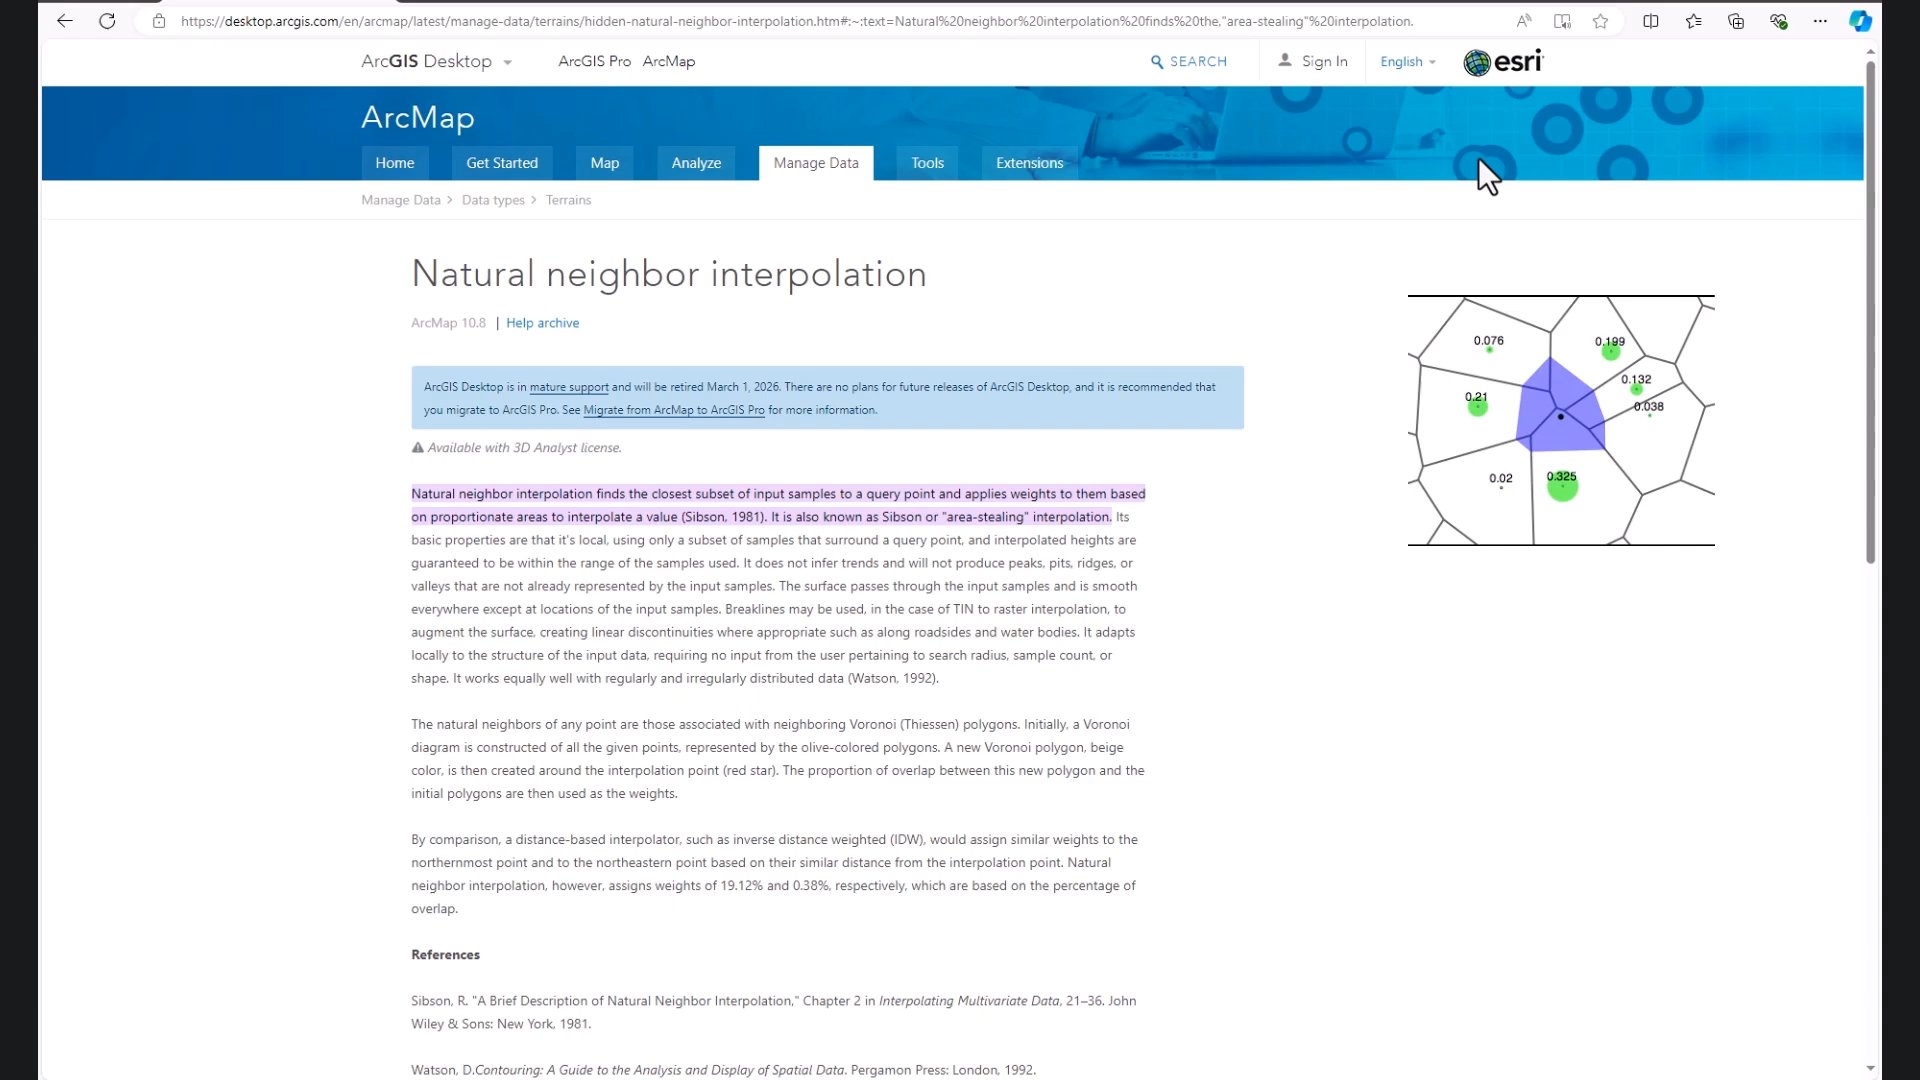 https://desktop.arcgis.com/en/arcmap/latest/manage-data/terrains/hidden-natural-neighbor-interpolation.htm#:~:text=Natural%20neighbor%20interpolation%20finds%20the,"area-stealing"%20interpolation.
ArcGIS Desktop
ArcGIS Pro ArcMap
SEARCH
Sign In
English
esri
ArcMap
Home Get Started Map Analyze Manage Data Tools Extensions
Manage Data > Data types > Terrains
Natural neighbor interpolation
ArcMap 10.8 | Help archive
ArcGIS Desktop is in mature support and will be retired March 1, 2026. There are no plans for future releases of ArcGIS Desktop, and it is recommended that
you migrate to ArcGIS Pro. See Migrate from ArcMap to ArcGIS Pro for more information.
Available with 3D Analyst license.
Natural neighbor interpolation finds the closest subset of input samples to a query point and applies weights to them based
on proportionate areas to interpolate a value (Sibson, 1981). It is also known as Sibson or "area-stealing" interpolation. Its
basic properties are that it's local, using only a subset of samples that surround a query point, and interpolated heights are
guaranteed to be within the range of the samples used. It does not infer trends and will not produce peaks, pits, ridges, or
valleys that are not already represented by the input samples. The surface passes through the input samples and is smooth
everywhere except at locations of the input samples. Breaklines may be used, in the case of TIN to raster interpolation, to
augment the surface, creating linear discontinuities where appropriate such as along roadsides and water bodies. It adapts
locally to the structure of the input data, requiring no input from the user pertaining to search radius, sample count, or
shape. It works equally well with regularly and irregularly distributed data (Watson, 1992).
The natural neighbors of any point are those associated with neighboring Voronoi (Thiessen) polygons. Initially, a Voronoi
diagram is constructed of all the given points, represented by the olive-colored polygons. A new Voronoi polygon, beige
color, is then created around the interpolation point (red star). The proportion of overlap between this new polygon and the
initial polygons are then used as the weights.
By comparison, a distance-based interpolator, such as inverse distance weighted (IDW), would assign similar weights to the
northernmost point and to the northeastern point based on their similar distance from the interpolation point. Natural
neighbor interpolation, however, assigns weights of 19.12% and 0.38%, respectively, which are based on the percentage of
overlap.
References
Sibson, R. "A Brief Description of Natural Neighbor Interpolation," Chapter 2 in Interpolating Multivariate Data, 21–36. John
Wiley & Sons: New York, 1981.
Watson, D.Contouring: A Guide to the Analysis and Display of Spatial Data. Pergamon Press: London, 1992.
0.076
0.199
0.132
0.21
0.038
0.02
0.325